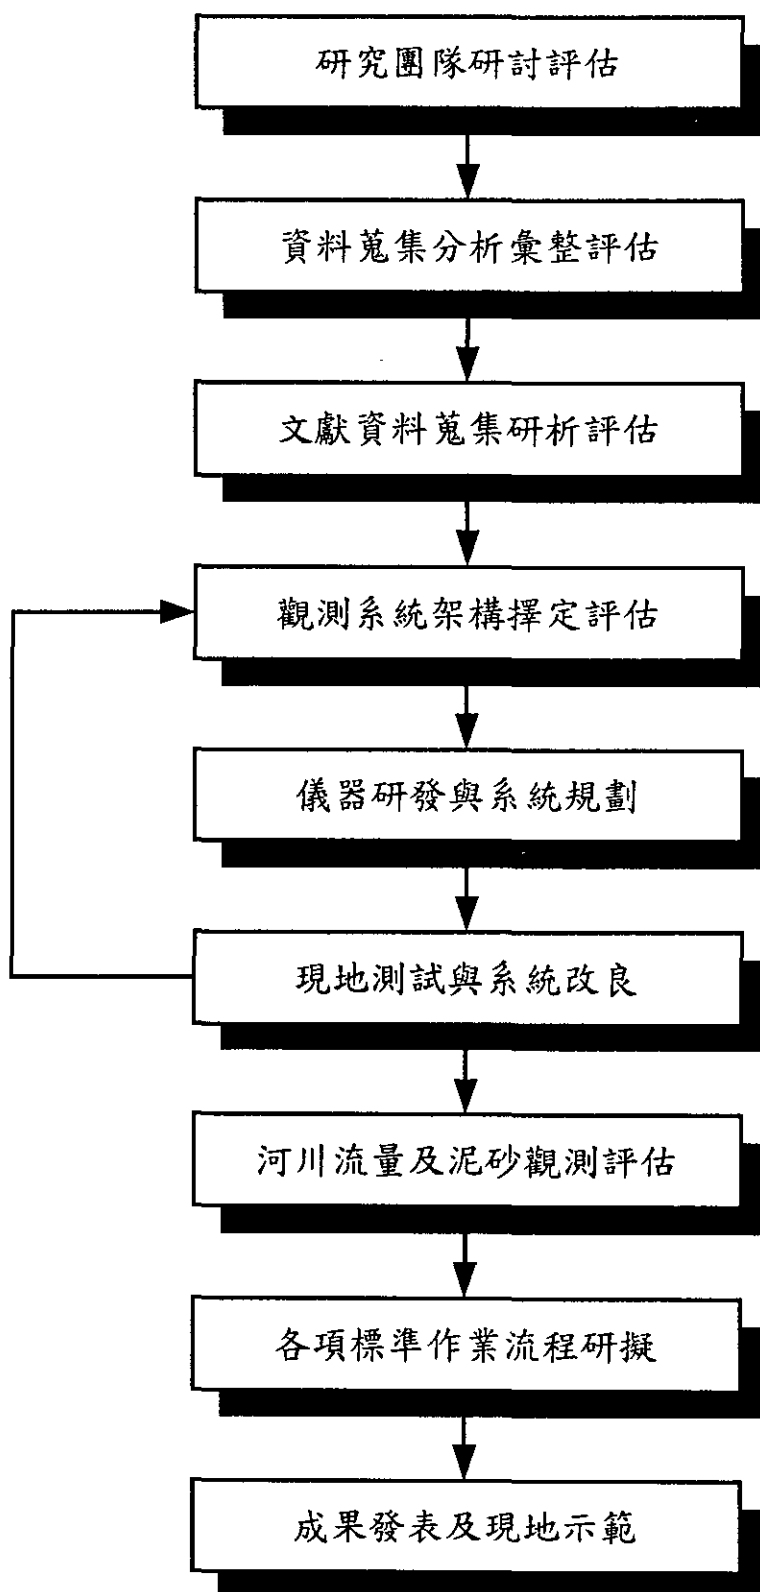 研究團隊研討評估
資料蒐集分析彙整評估
文獻資料蒐集研析評估
觀測系統架構擇定評估
儀器研發與系統規劃
現地測試與系統改良
河川流量及泥砂觀測評估
各項標準作業流程研擬
成果發表及現地示範